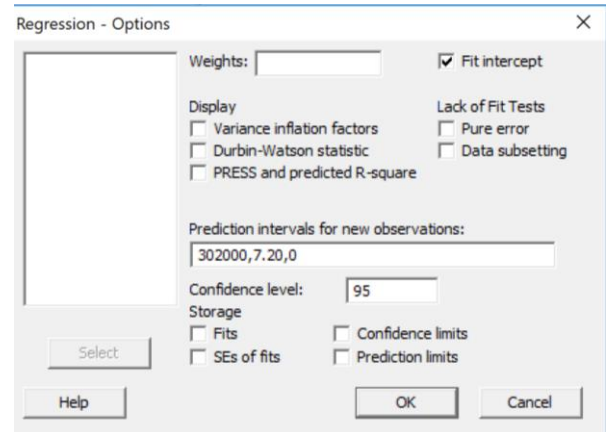 Regression - Options
Weights:
Fit intercept
Display
Lack of Fit Tests
Variance inflation factors
Pure error
Durbin-Watson statistic
Data subsetting
PRESS and predicted R-square
Prediction intervals for new observations:
302000,7.20,0
Confidence level: 95
Storage
Fits
Confidence limits
SEs of fits
Prediction limits
Select
Help
OK
Cancel